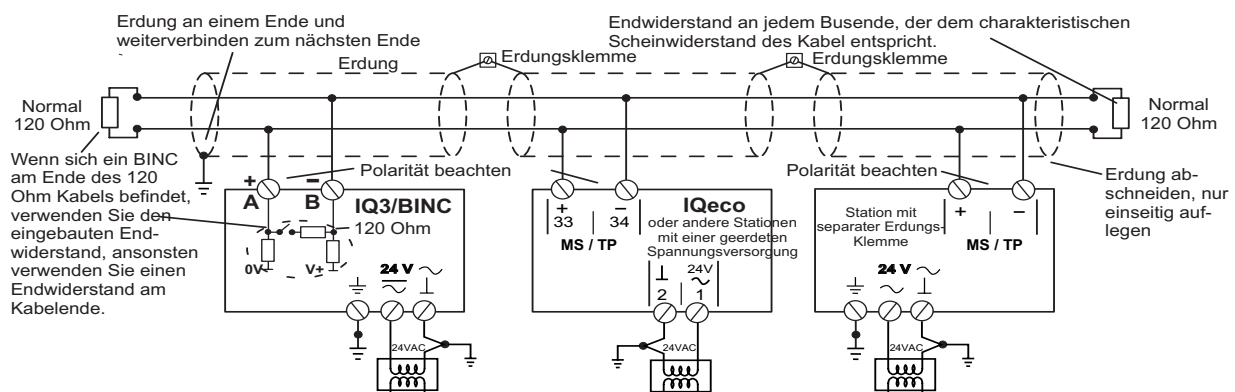 Erdung an einem Ende und
weiterverbinden zum nächsten Ende
Endwiderstand an jedem Busende, der dem charakteristischen
Scheinwiderstand des Kabel entspricht.
Erdung
Erdungsklemme
Erdungsklemme
Normal
120 Ohm
Normal
120 Ohm
Wenn sich ein BINC
am Ende des 120
Ohm Kabels befindet,
verwenden Sie den
eingebauten End-
widerstand, ansonsten
verwenden Sie einen
Endwiderstand am
Kabelende.
Polarität beachten
+ −
A B
IQ3/BINC
120 Ohm
0V V+
24 V
24VAC
+ −
33 34
MS / TP
IQeco
oder andere Stationen
mit einer geerdeten
Spannungsversorgung
24V
2 1
24VAC
Polarität beachten
Station mit
separater Erdungs-
Klemme
+ −
MS / TP
24 V
24VAC
Erdung ab-
schneiden, nur
einseitig auf-
legen